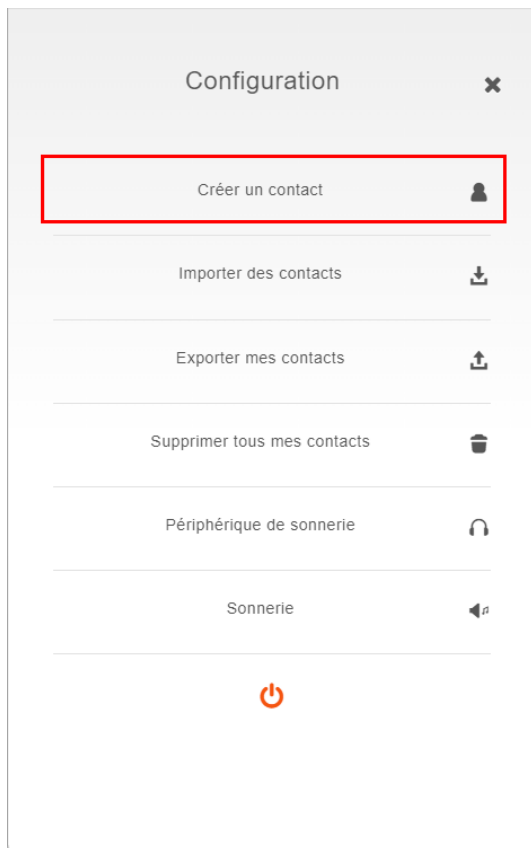 Configuration
Créer un contact
Importer des contacts
Exporter mes contacts
Supprimer tous mes contacts
Périphérique de sonnerie
Sonnerie